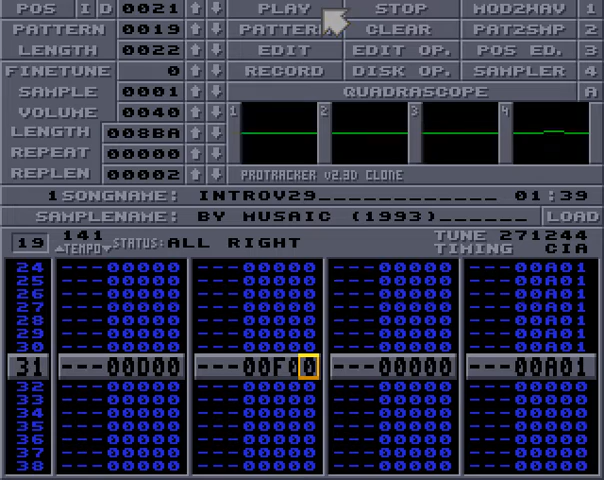 POS I D 0021 PLAY STOP MOD2WAV 1
PATTERN 0019 PATTERN CLEAR PAT2SMP 2
LENGTH 0022 EDIT EDIT OP. POS ED. 3
FINETUNE 0 RECORD DISK OP. SAMPLER 4
SAMPLE 0001 QUADRASCOPE A
VOLUME 0040 1 2 3 4
LENGTH 008BA
REPEAT 00000
REPLEN 00002 PROTRACKER v2.3D CLONE
1 SONGNAME: INTROV29____________ 01:39
SAMPLENAME: BY MUSAIC (1993)______ LOAD
19 141 TEMPO STATUS: ALL RIGHT TUNE 271244
TIMING CIA
24 ---00000 ---00000 ---00000 ---00A01
25 ---00000 ---00000 ---00000 ---00A01
26 ---00000 ---00000 ---00000 ---00A01
27 ---00000 ---00000 ---00000 ---00A01
28 ---00000 ---00000 ---00000 ---00A01
29 ---00000 ---00000 ---00000 ---00A01
30 ---00000 ---00000 ---00000 ---00A01
31 ---00D00 ---00F00 ---00000 ---00A01
32 ---00000 ---00000 ---00000 ---00000
33 ---00000 ---00000 ---00000 ---00000
34 ---00000 ---00000 ---00000 ---00000
35 ---00000 ---00000 ---00000 ---00000
36 ---00000 ---00000 ---00000 ---00000
37 ---00000 ---00000 ---00000 ---00000
38 ---00000 ---00000 ---00000 ---00000